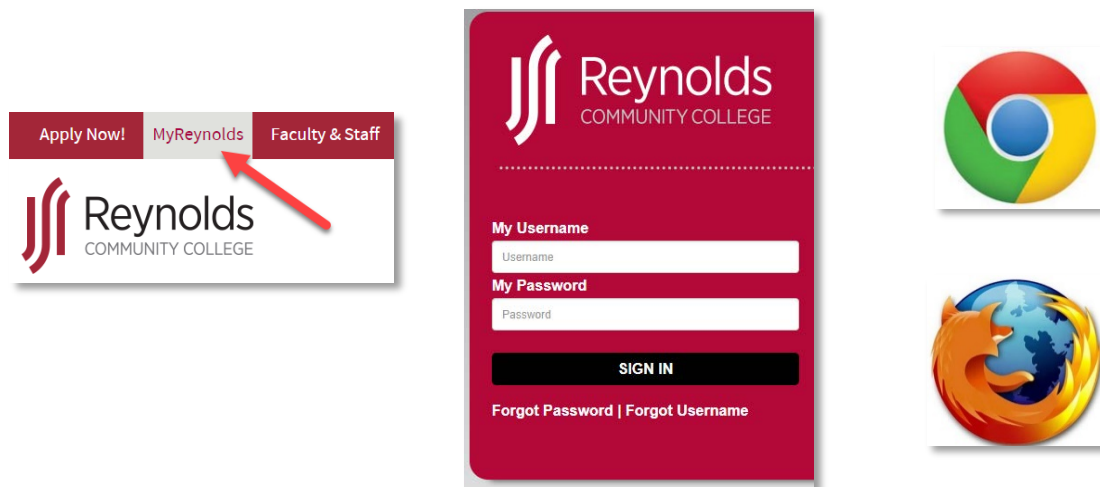 Apply Now! MyReynolds Faculty & Staff
Reynolds
COMMUNITY COLLEGE
Reynolds
COMMUNITY COLLEGE
My Username
Username
My Password
Password
SIGN IN
Forgot Password | Forgot Username